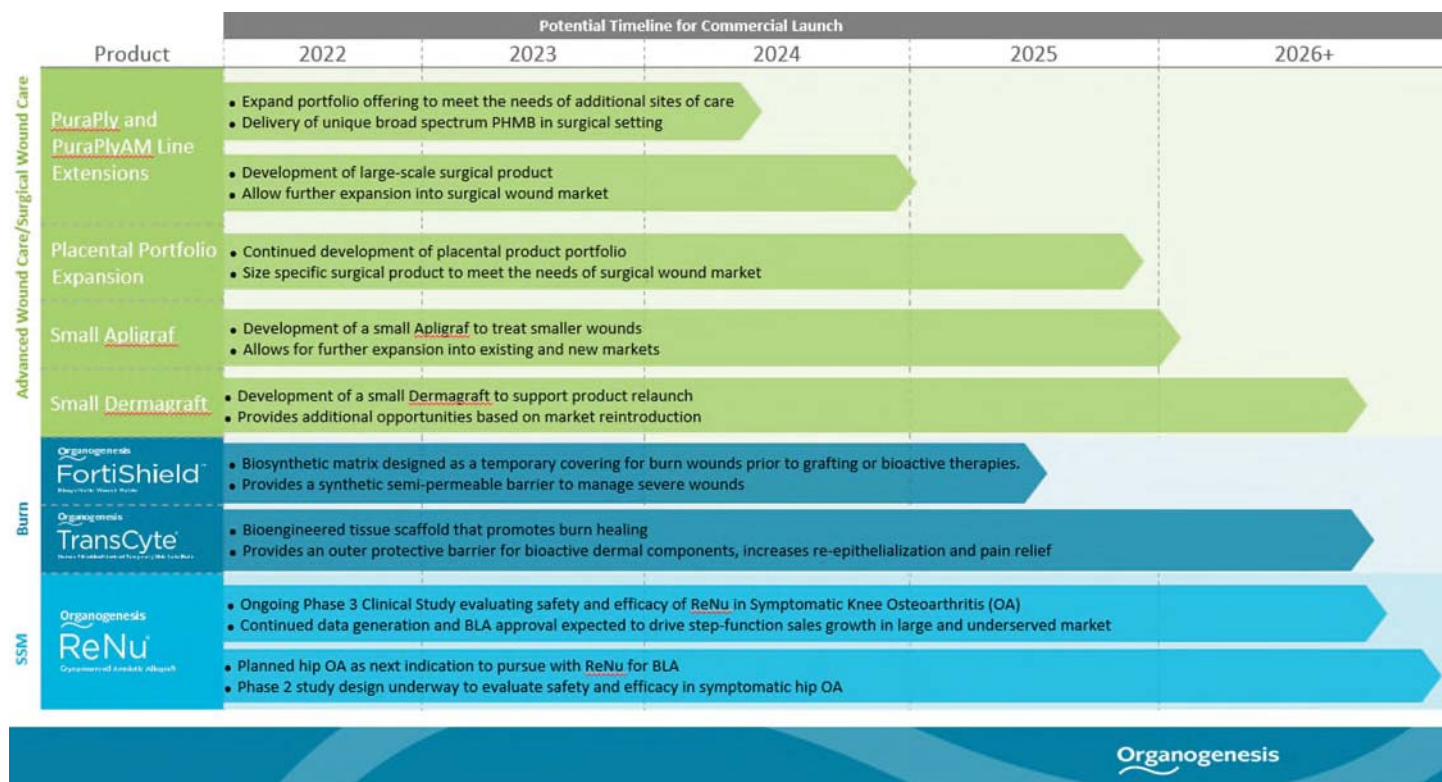 Potential Timeline for Commercial Launch
Product
2022
2023
2024
2025
2026+
Advanced Wound Care/Surgical Wound Care
PuraPly and
PuraPlyAM Line
Extensions
• Expand portfolio offering to meet the needs of additional sites of care
• Delivery of unique broad spectrum PHMB in surgical setting
• Development of large-scale surgical product
• Allow further expansion into surgical wound market
Placental Portfolio
Expansion
• Continued development of placental product portfolio
• Size specific surgical product to meet the needs of surgical wound market
Small Apligraf
• Development of a small Apligraf to treat smaller wounds
• Allows for further expansion into existing and new markets
Small Dermagraft
• Development of a small Dermagraft to support product relaunch
• Provides additional opportunities based on market reintroduction
Burn
Organogenesis
FortiShield™
• Biosynthetic matrix designed as a temporary covering for burn wounds prior to grafting or bioactive therapies.
• Provides a synthetic semi-permeable barrier to manage severe wounds
Organogenesis
TransCyte®
• Bioengineered tissue scaffold that promotes burn healing
• Provides an outer protective barrier for bioactive dermal components, increases re-epithelialization and pain relief
SSM
Organogenesis
ReNu®
Cryopreserved Amniotic Allograft
• Ongoing Phase 3 Clinical Study evaluating safety and efficacy of ReNu in Symptomatic Knee Osteoarthritis (OA)
• Continued data generation and BLA approval expected to drive step-function sales growth in large and underserved market
• Planned hip OA as next indication to pursue with ReNu for BLA
• Phase 2 study design underway to evaluate safety and efficacy in symptomatic hip OA
Organogenesis